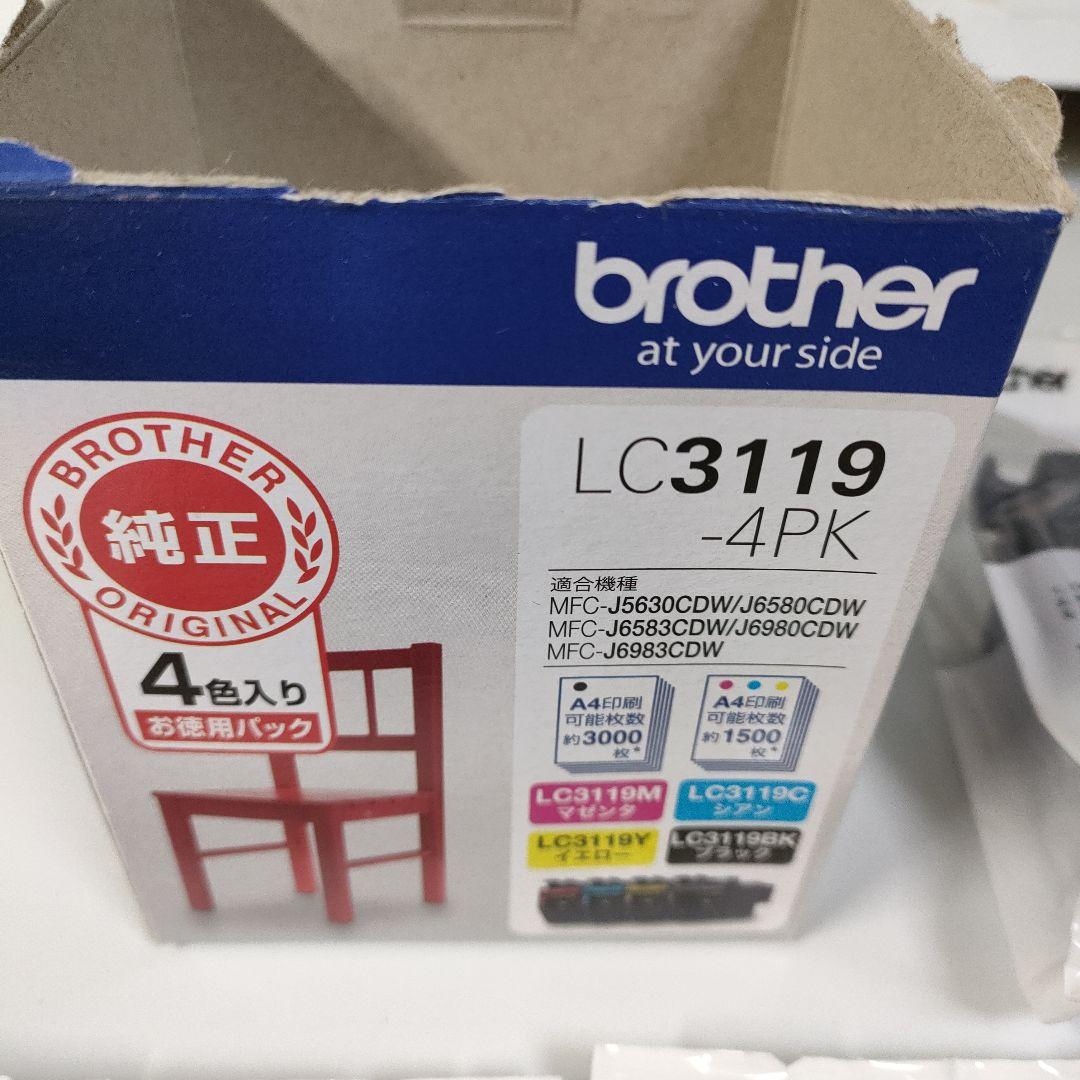 brother
at your side
BROTHER
純正
ORIGINAL
4色入り
お徳用パック
LC3119
-4PK
適合機種
MFC-J5630CDW/J6580CDW
MFC-J6583CDW/J6980CDW
MFC-J6983CDW
A4印刷
可能枚数
約3000
枚*
A4印刷
可能枚数
約1500
枚*
LC3119M
マゼンタ
LC3119C
シアン
LC3119Y
イエロー
LC3119BK
ブラック